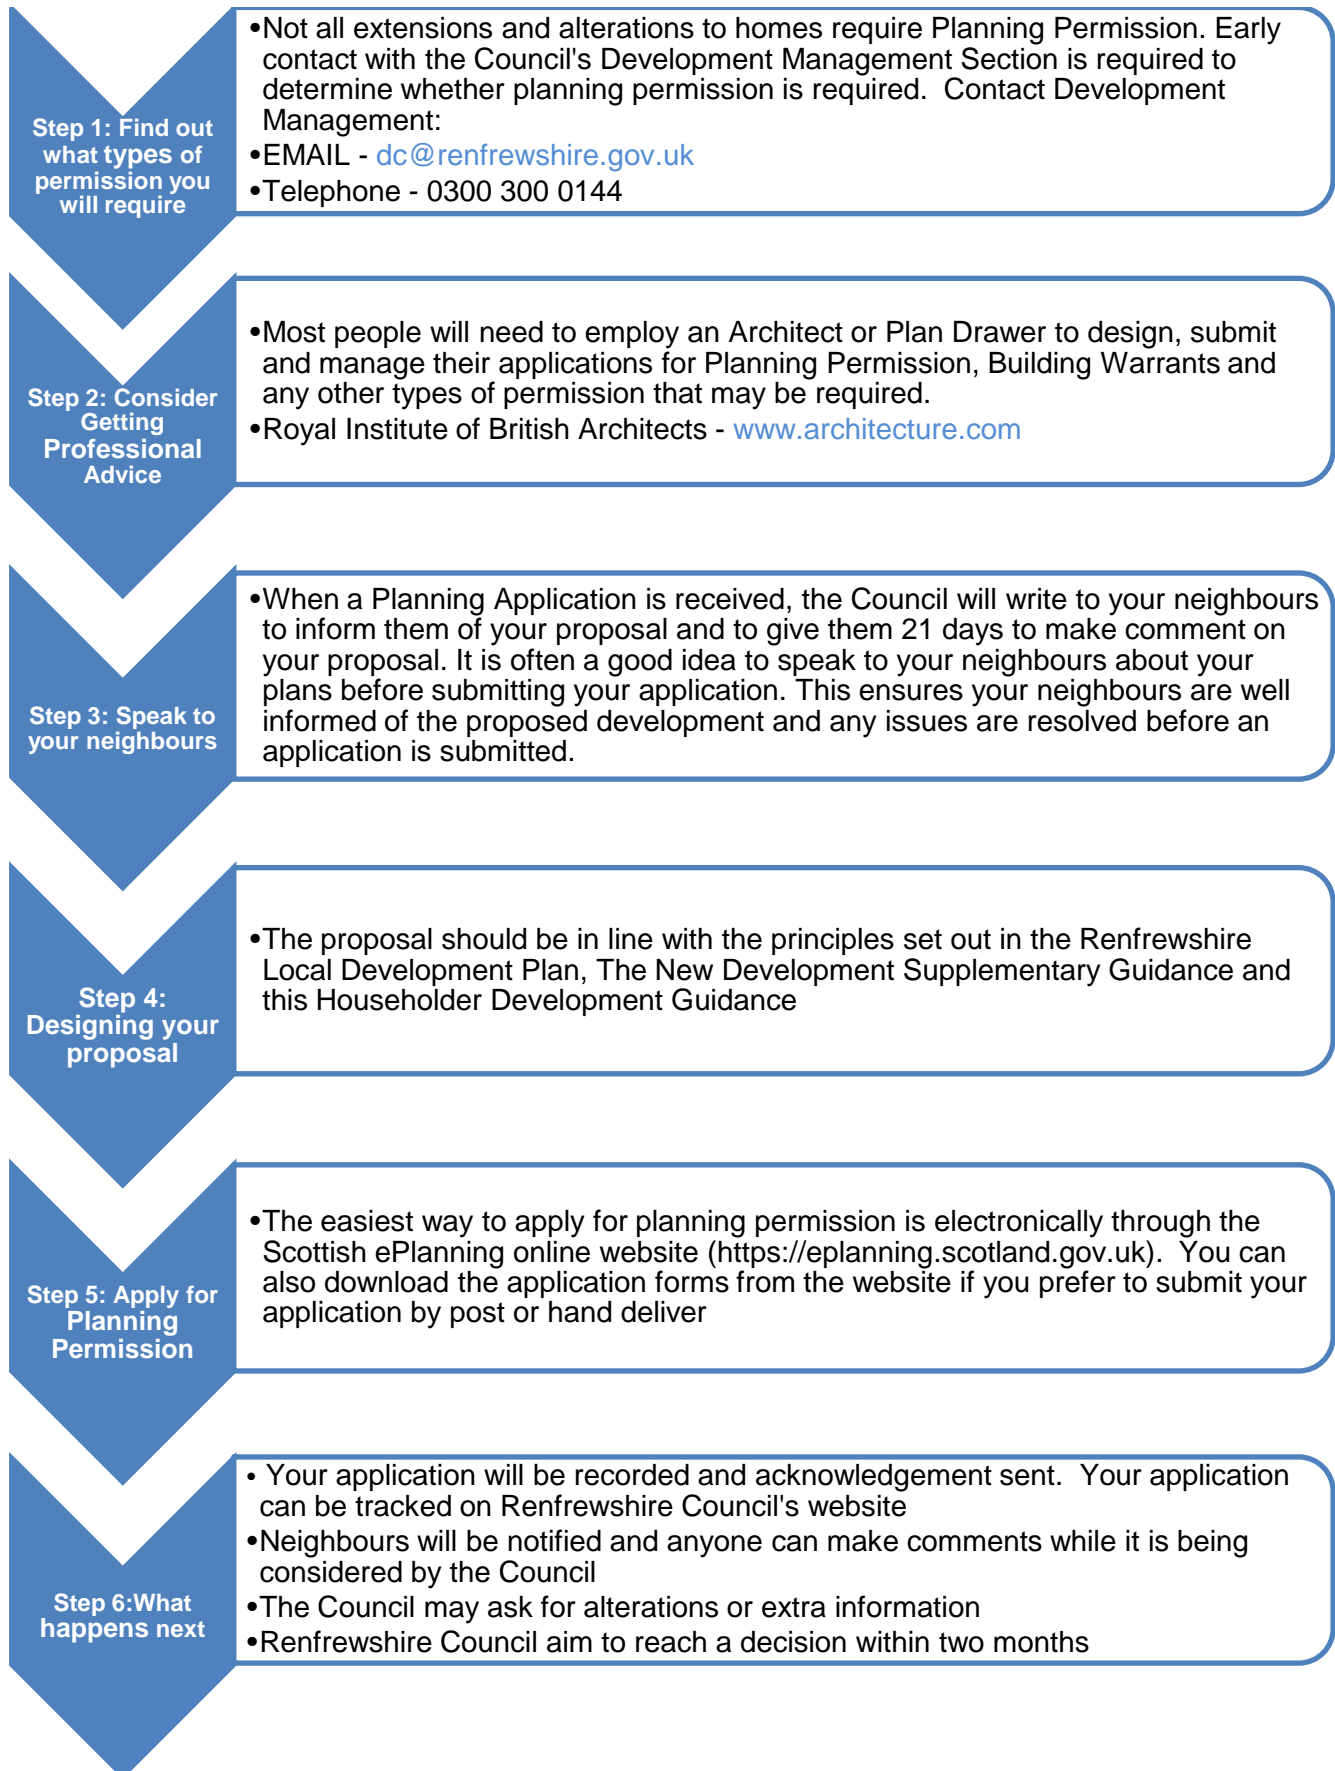 Step 1: Find out
what types of
permission you
will require
•Not all extensions and alterations to homes require Planning Permission. Early
contact with the Council's Development Management Section is required to
determine whether planning permission is required.  Contact Development
Management:
•EMAIL - dc@renfrewshire.gov.uk
•Telephone - 0300 300 0144
Step 2: Consider
Getting
Professional
Advice
•Most people will need to employ an Architect or Plan Drawer to design, submit
and manage their applications for Planning Permission, Building Warrants and
any other types of permission that may be required.
•Royal Institute of British Architects - www.architecture.com
Step 3: Speak to
your neighbours
•When a Planning Application is received, the Council will write to your neighbours
to inform them of your proposal and to give them 21 days to make comment on
your proposal. It is often a good idea to speak to your neighbours about your
plans before submitting your application. This ensures your neighbours are well
informed of the proposed development and any issues are resolved before an
application is submitted.
Step 4:
Designing your
proposal
•The proposal should be in line with the principles set out in the Renfrewshire
Local Development Plan, The New Development Supplementary Guidance and
this Householder Development Guidance
Step 5: Apply for
Planning
Permission
•The easiest way to apply for planning permission is electronically through the
Scottish ePlanning online website (https://eplanning.scotland.gov.uk).  You can
also download the application forms from the website if you prefer to submit your
application by post or hand deliver
Step 6:What
happens next
• Your application will be recorded and acknowledgement sent.  Your application
can be tracked on Renfrewshire Council's website
•Neighbours will be notified and anyone can make comments while it is being
considered by the Council
•The Council may ask for alterations or extra information
•Renfrewshire Council aim to reach a decision within two months